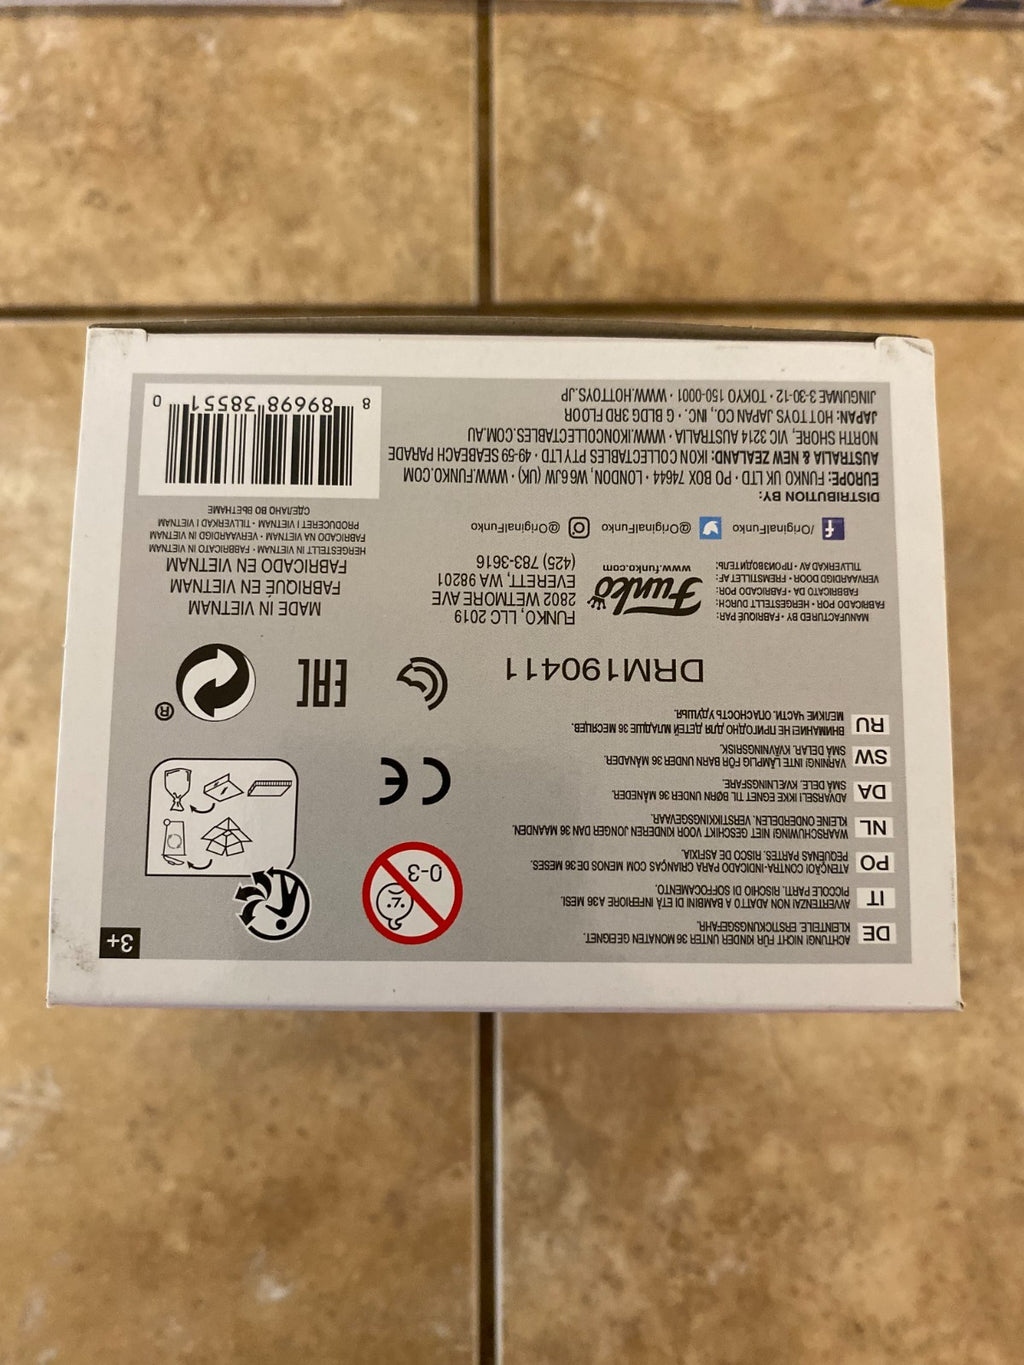 3+
DE
ACHTUNG! NICHT FÜR KINDER UNTER 36 MONATEN GEEIGNET.
KLEINTEILE. ERSTICKUNGSGEFAHR.
IT
AVVERTENZA! NON ADATTO A BAMBINI DI ETÀ INFERIORE A 36 MESI.
PICCOLE PARTI. RISCHIO DI SOFFOCAMENTO.
PO
ATENÇÃO! CONTRA-INDICADO PARA CRIANÇAS COM MENOS DE 36 MESES.
PEQUENAS PARTES. RISCO DE ASFIXIA.
NL
WAARSCHUWING! NIET GESCHIKT VOOR KINDEREN JONGER DAN 36 MAANDEN.
KLEINE ONDERDELEN. VERSTIKKINGSGEVAAR.
DA
ADVARSEL! IKKE EGNET TIL BØRN UNDER 36 MÅNEDER.
SMÅ DELE. KVÆLNINGSFARE.
SW
VARNING! INTE LÄMPLIG FÖR BARN UNDER 36 MÅNADER.
SMÅ DELAR. KVÄVNINGSRISK.
RU
ВНИМАНИЕ! НЕ ПРИГОДНО ДЛЯ ДЕТЕЙ МЛАДШЕ 36 МЕСЯЦЕВ.
МЕЛКИЕ ЧАСТИ. ОПАСНОСТЬ УДУШЬЯ.
0-3
CE
EAC
®
DRM190411
MANUFACTURED BY • FABRIQUÉ PAR:
FABRICADO POR • HERGESTELLT DURCH:
FABBRICATO DA • FABRICADO POR:
VERVAARDIGD DOOR • FREMSTILLET AF:
TILLVERKAD AV • ПРОИЗВОДИТЕЛЬ:
Funko
www.funko.com
FUNKO, LLC 2019
2802 WETMORE AVE
EVERETT, WA 98201
(425) 783-3616
MADE IN VIETNAM
FABRIQUÉ EN VIETNAM
FABRICADO EN VIETNAM
HERGESTELLT IN VIETNAM • FABBRICATO IN VIETNAM
FABRICADO NA VIETNAM • VERVAARDIGD IN VIETNAM
PRODUCERET I VIETNAM • TILLVERKAD I VIETNAM
СДЕЛАНО ВО ВЬЕТНАМЕ
/OriginalFunko @OriginalFunko @OriginalFunko
DISTRIBUTION BY:
EUROPE: FUNKO UK LTD • PO BOX 74644 • LONDON, W6 6JW (UK) • WWW.FUNKO.COM
AUSTRALIA & NEW ZEALAND: IKON COLLECTABLES PTY LTD • 49-59 SEABEACH PARADE
NORTH SHORE, VIC 3214 AUSTRALIA • WWW.IKONCOLLECTABLES.COM.AU
JAPAN: HOT TOYS JAPAN CO., INC. • G BLDG 3RD FLOOR
JINGUMAE 3-30-12 • TOKYO 150-0001 • WWW.HOTTOYS.JP
8 89698 38551 0